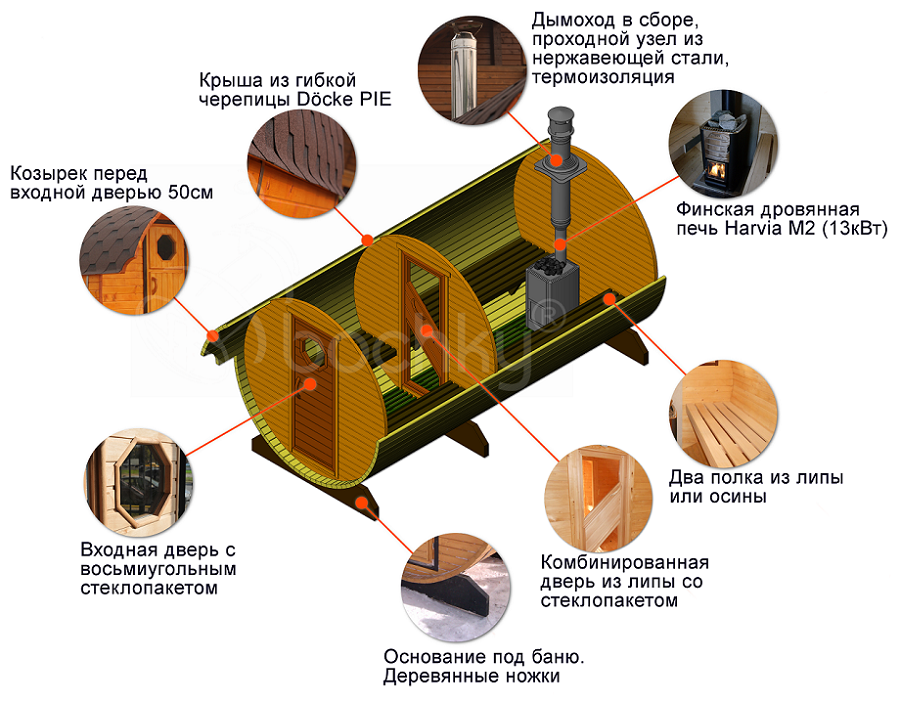 Дымоход в сборе,
проходной узел из
нержавеющей стали,
термоизоляция
Крыша из гибкой
черепицы Döcke PIE
Козырек перед
входной дверью 50см
Финская дровянная
печь Harvia M2 (13кВт)
bochky®
Два полка из липы
или осины
Входная дверь с
восьмиугольным
стеклопакетом
Комбинированная
дверь из липы со
стеклопакетом
Основание под баню.
Деревянные ножки